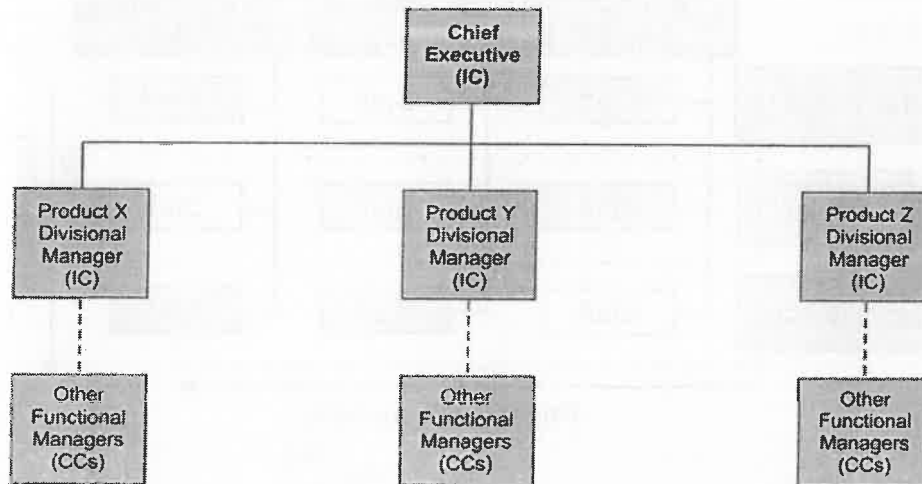 Chief
Executive
(IC)
Product X
Divisional
Manager
(IC)
Product Y
Divisional
Manager
(IC)
Product Z
Divisional
Manager
(IC)
Other
Functional
Managers
(CCs)
Other
Functional
Managers
(CCs)
Other
Functional
Managers
(CCs)